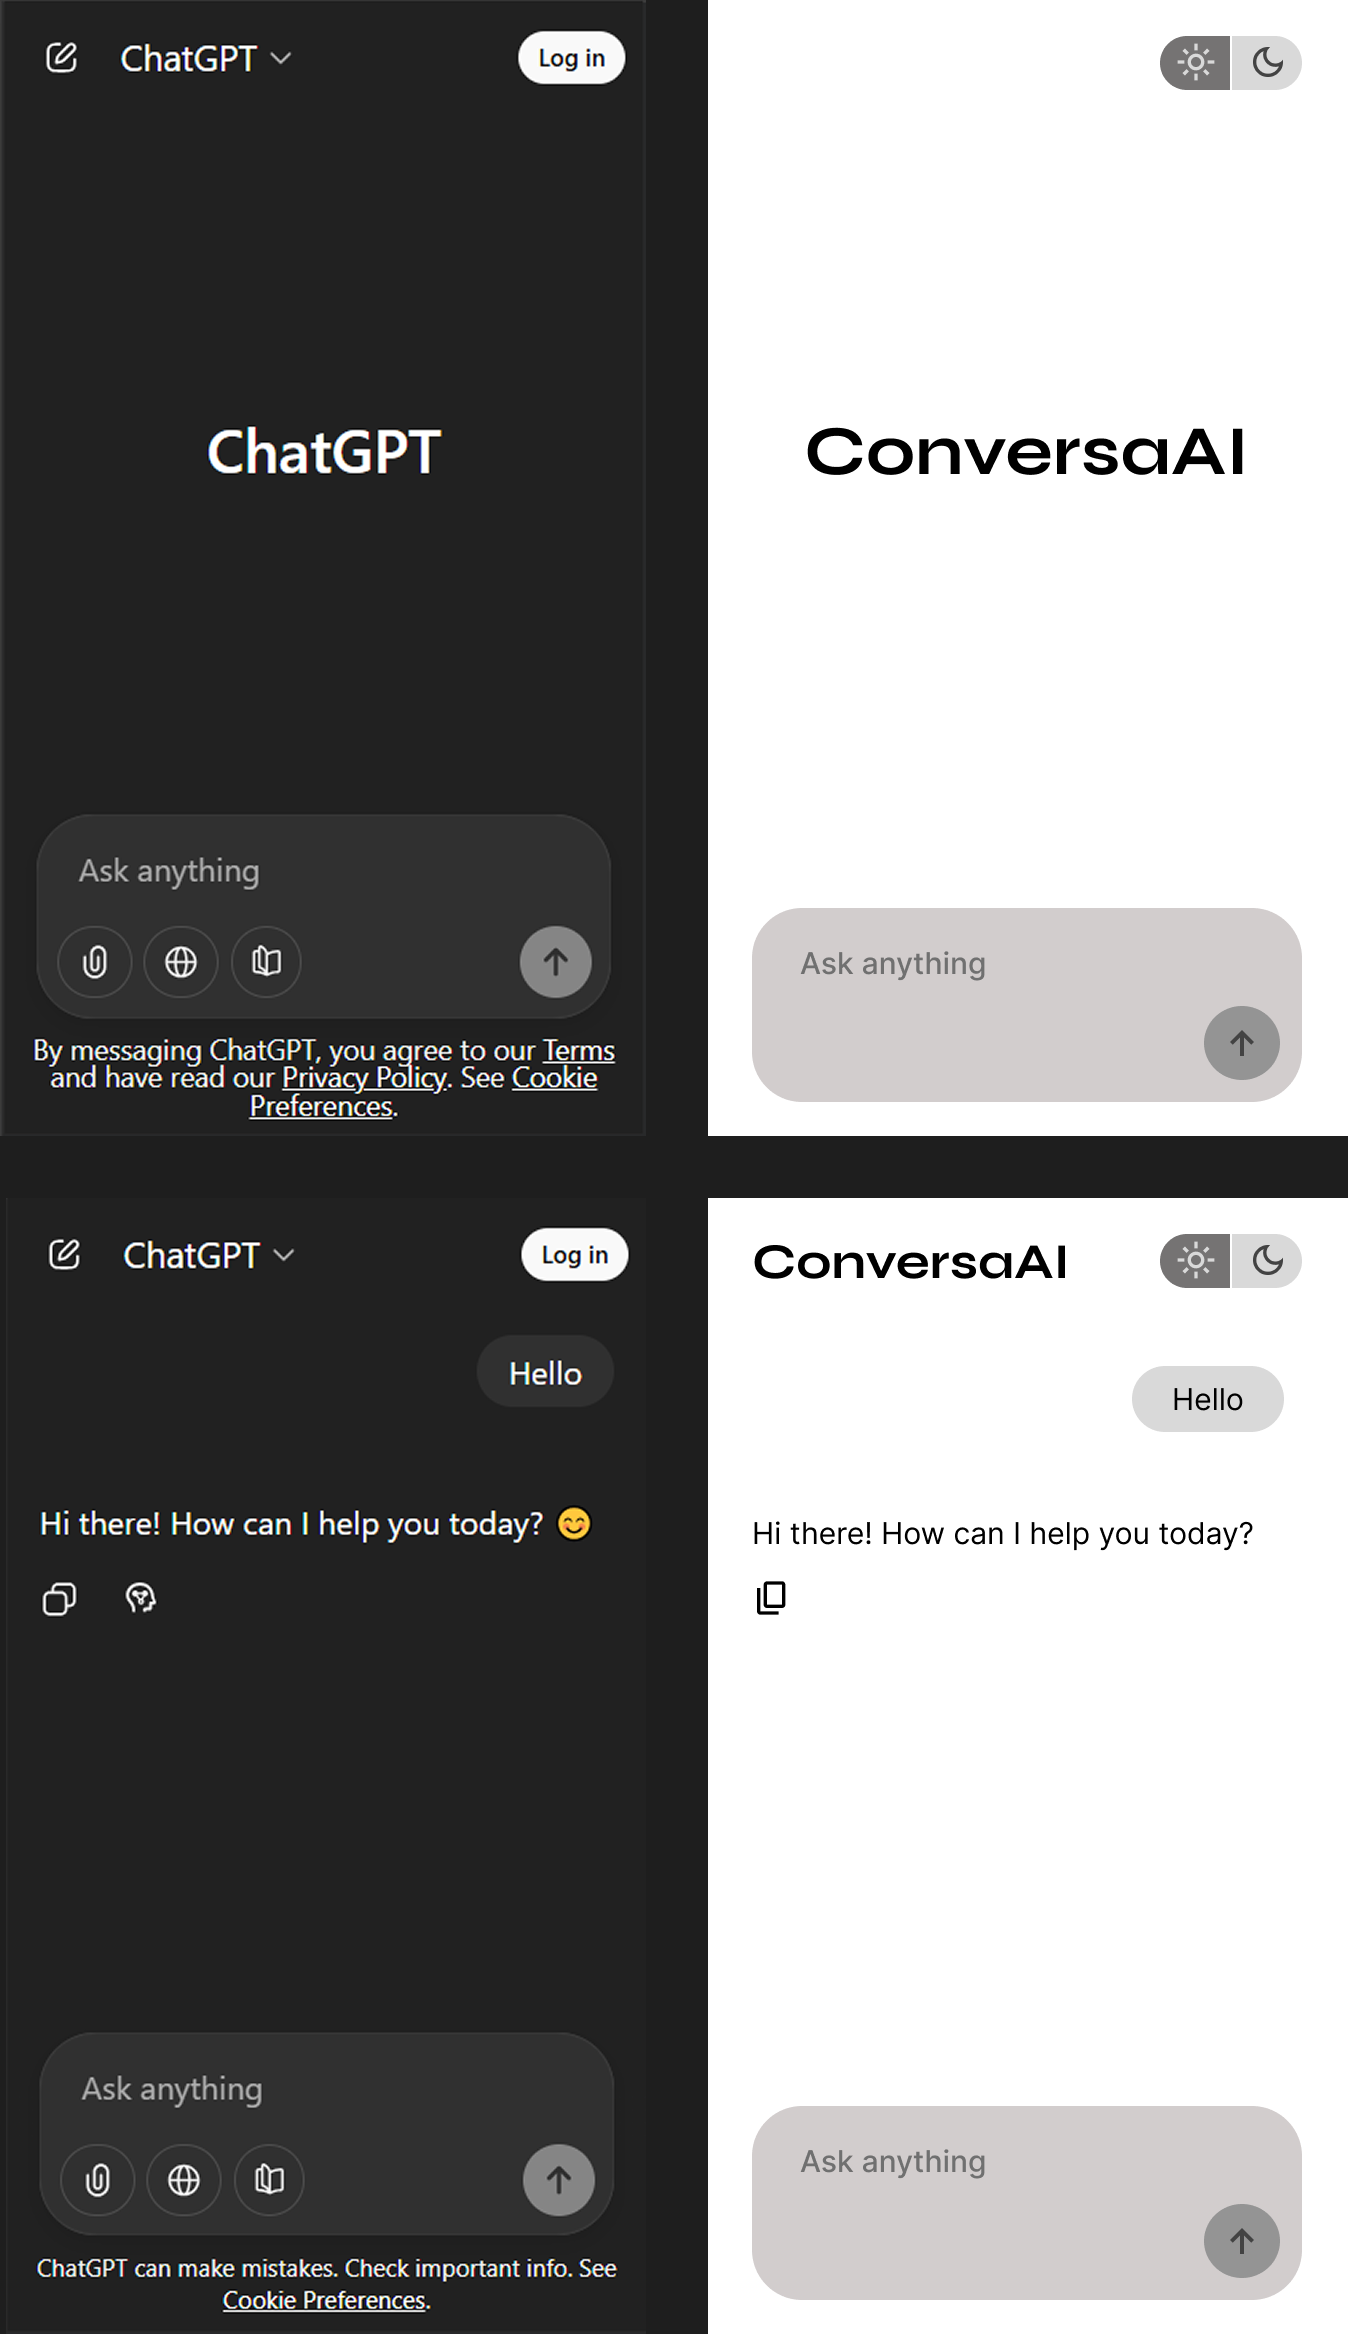 ChatGPT
Log in
ChatGPT
Ask anything
By messaging ChatGPT, you agree to our Terms
and have read our Privacy Policy. See Cookie
Preferences.
ConversaAI
Ask anything
ChatGPT
Log in
Hello
Hi there! How can I help you today? 😊
Ask anything
ChatGPT can make mistakes. Check important info. See
Cookie Preferences.
ConversaAI
Hello
Hi there! How can I help you today?
Ask anything